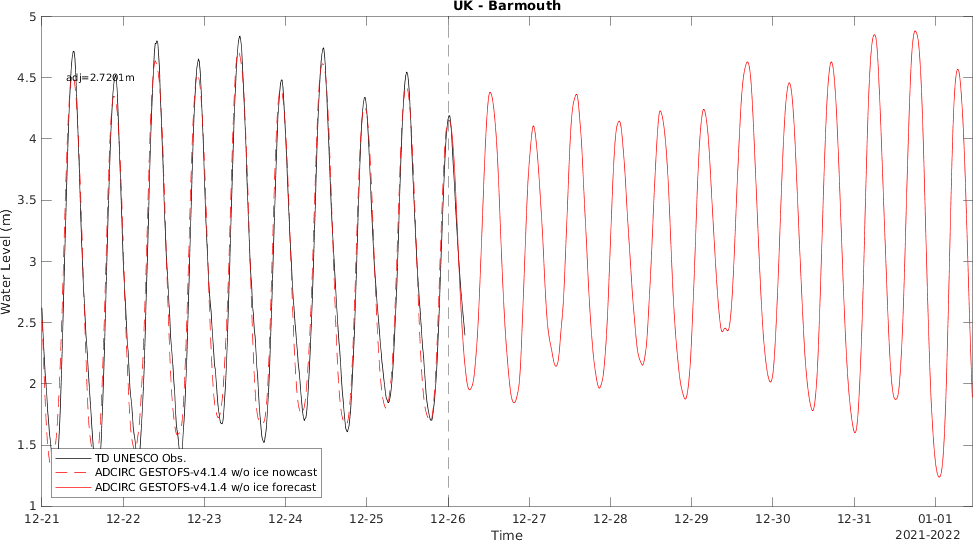 UK - Barmouth
5
4.5
4
3.5
3
2.5
2
1.5
1
Water Level (m)
adj=2.7201m
TD UNESCO Obs.
ADCIRC GESTOFS-v4.1.4 w/o ice nowcast
ADCIRC GESTOFS-v4.1.4 w/o ice forecast
12-21 12-22 12-23 12-24 12-25 12-26 12-27 12-28 12-29 12-30 12-31 01-01
Time
2021-2022